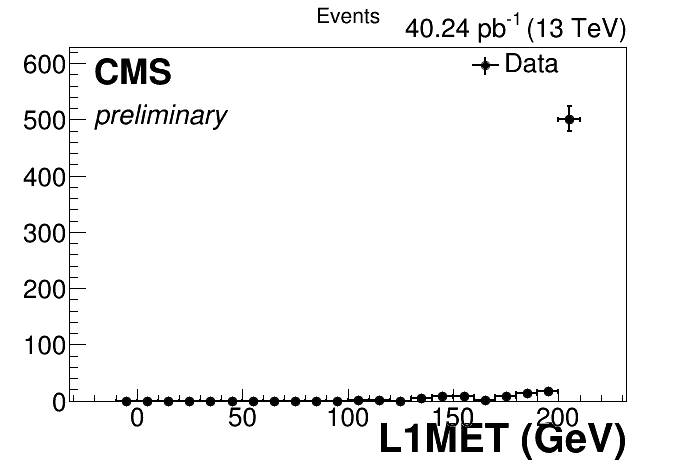 Events
40.24 pb-1 (13 TeV)
CMS
preliminary
Data
600
500
400
300
200
100
0
0 50 100 150 200
L1MET (GeV)